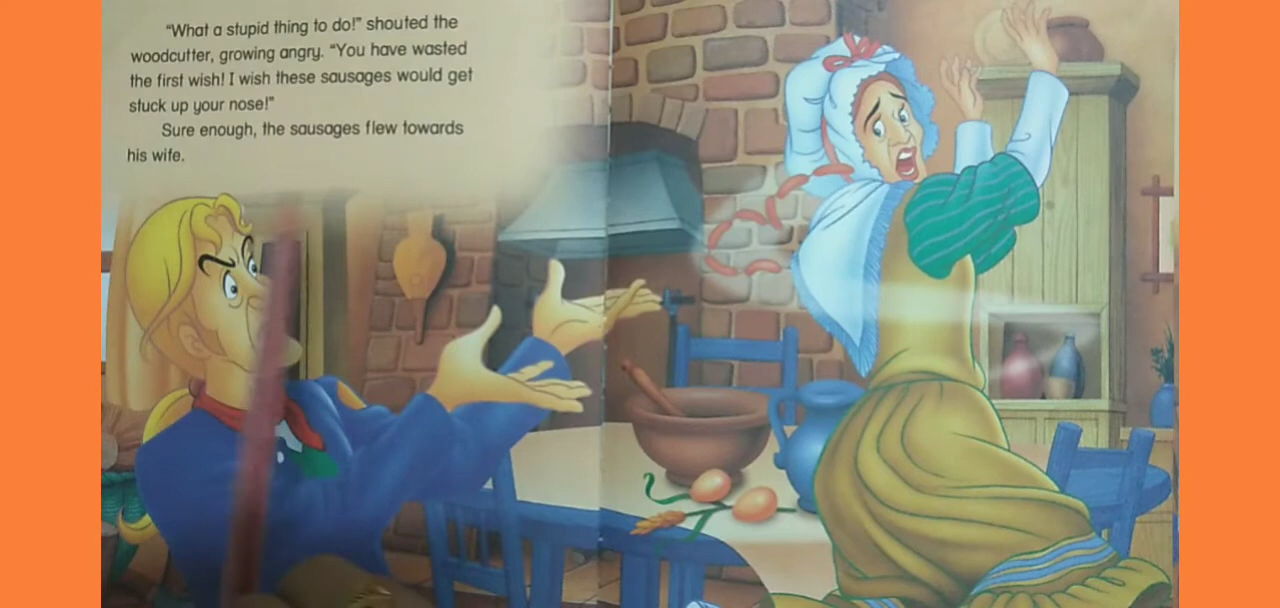 “What a stupid thing to do!” shouted the
woodcutter, growing angry. “You have wasted
the first wish! I wish these sausages would get
stuck up your nose!”
Sure enough, the sausages flew towards
his wife.